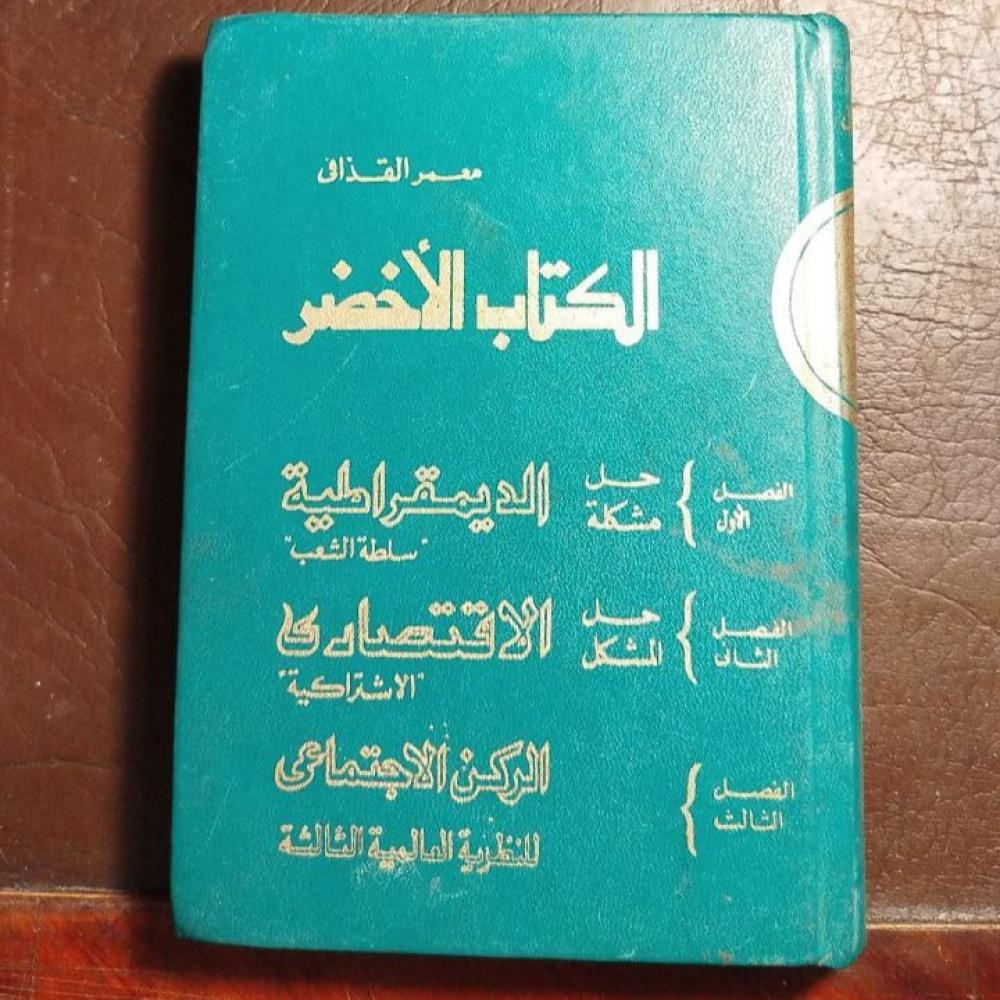 معمر القذافى
الكتاب الأخضر
الفصل الأول
حل مشكلة
الديمقراطية
"سلطة الشعب"
الفصل الثانى
حل المشكل
الاقتصادى
"الاشتراكية"
الفصل الثالث
الركن الاجتماعى
للنظرية العالمية الثالثة